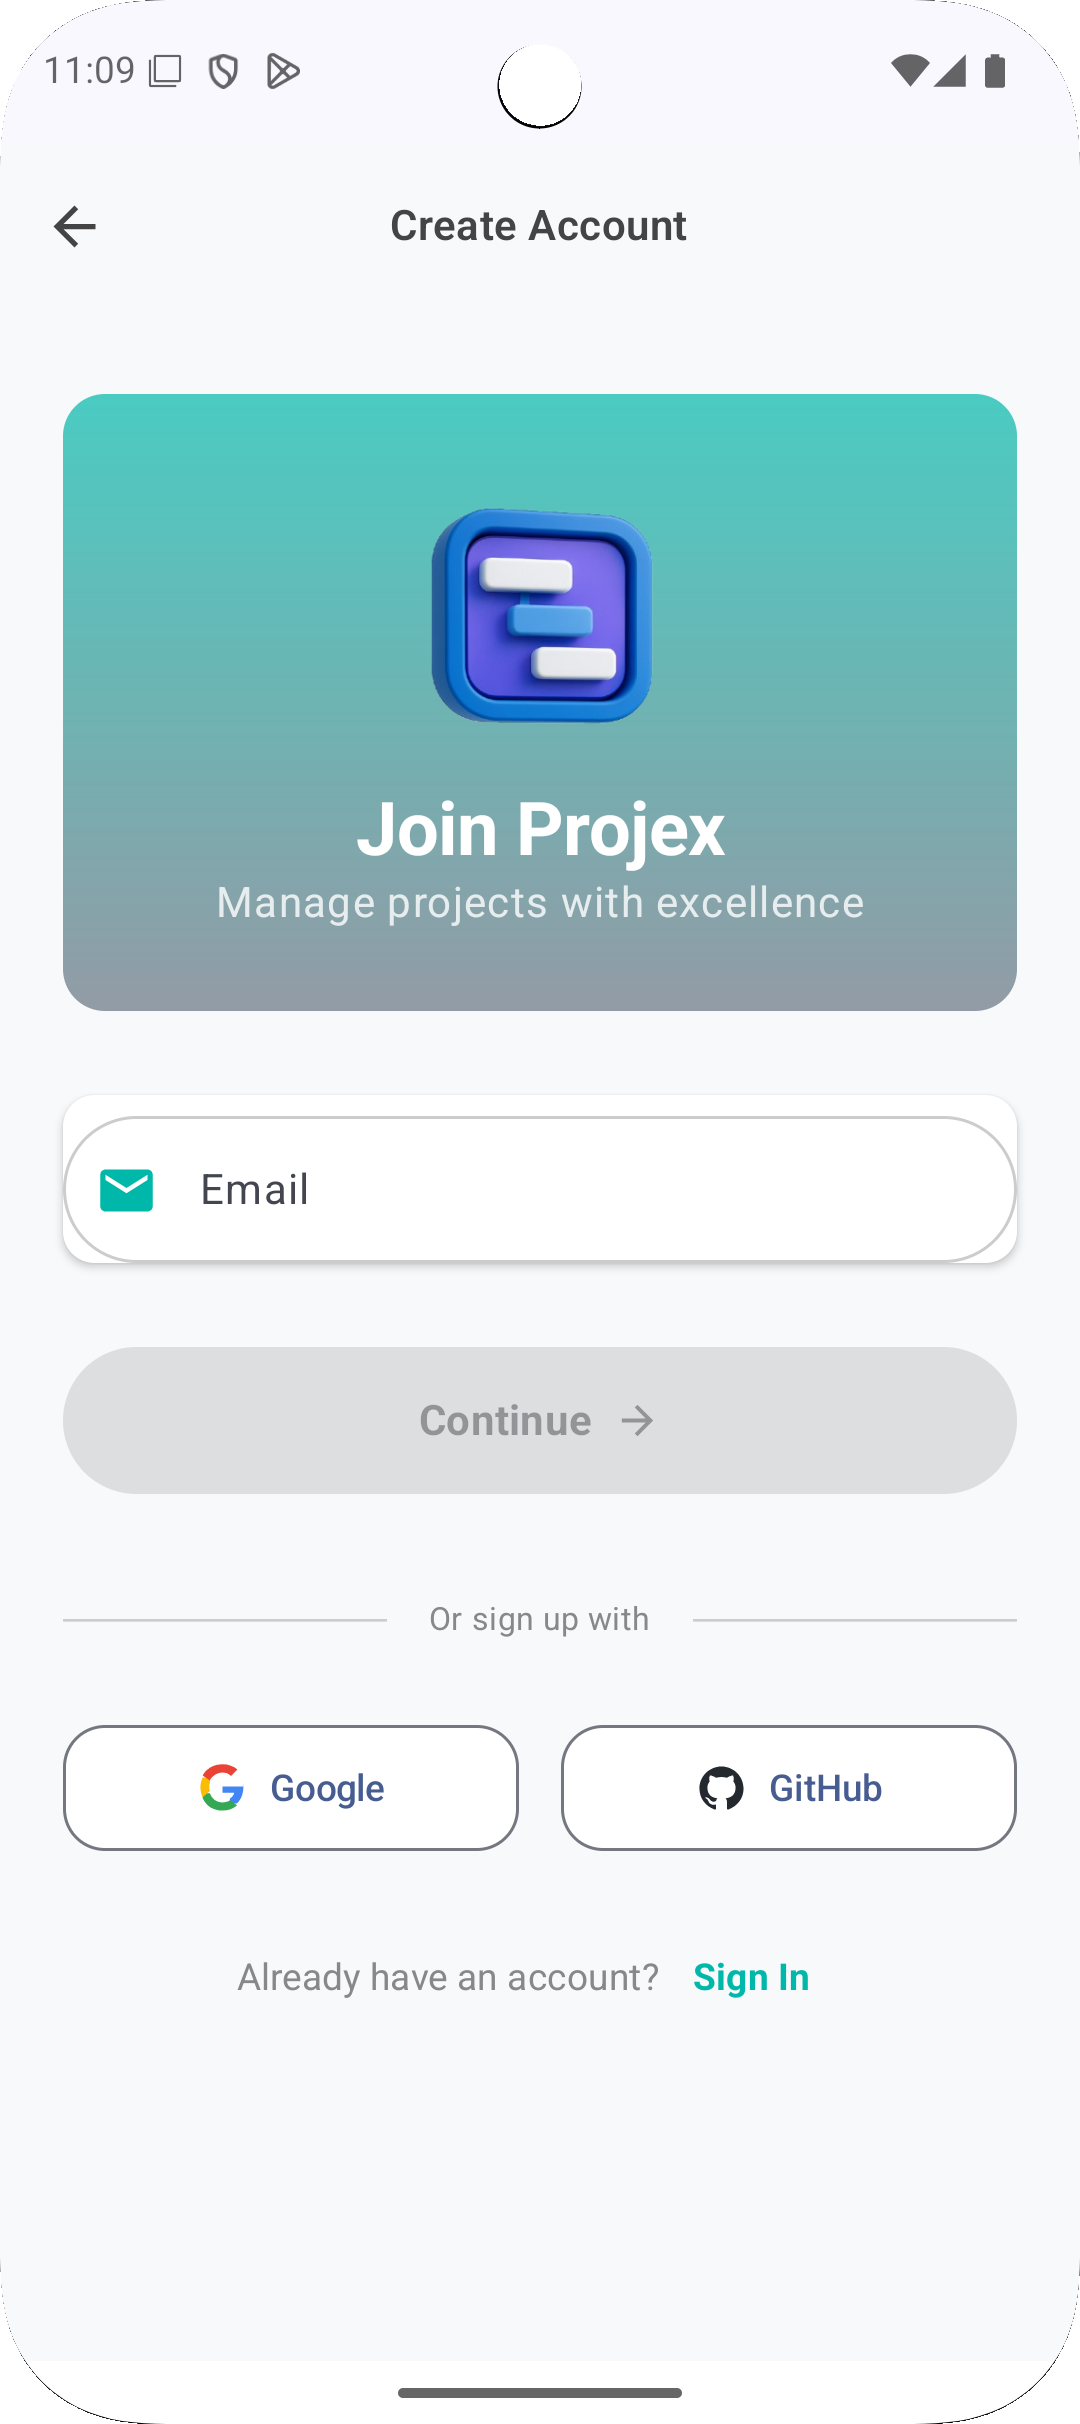 11:09
Create Account
Join Projex
Manage projects with excellence
Email
Continue
Or sign up with
Google
GitHub
Already have an account? Sign In